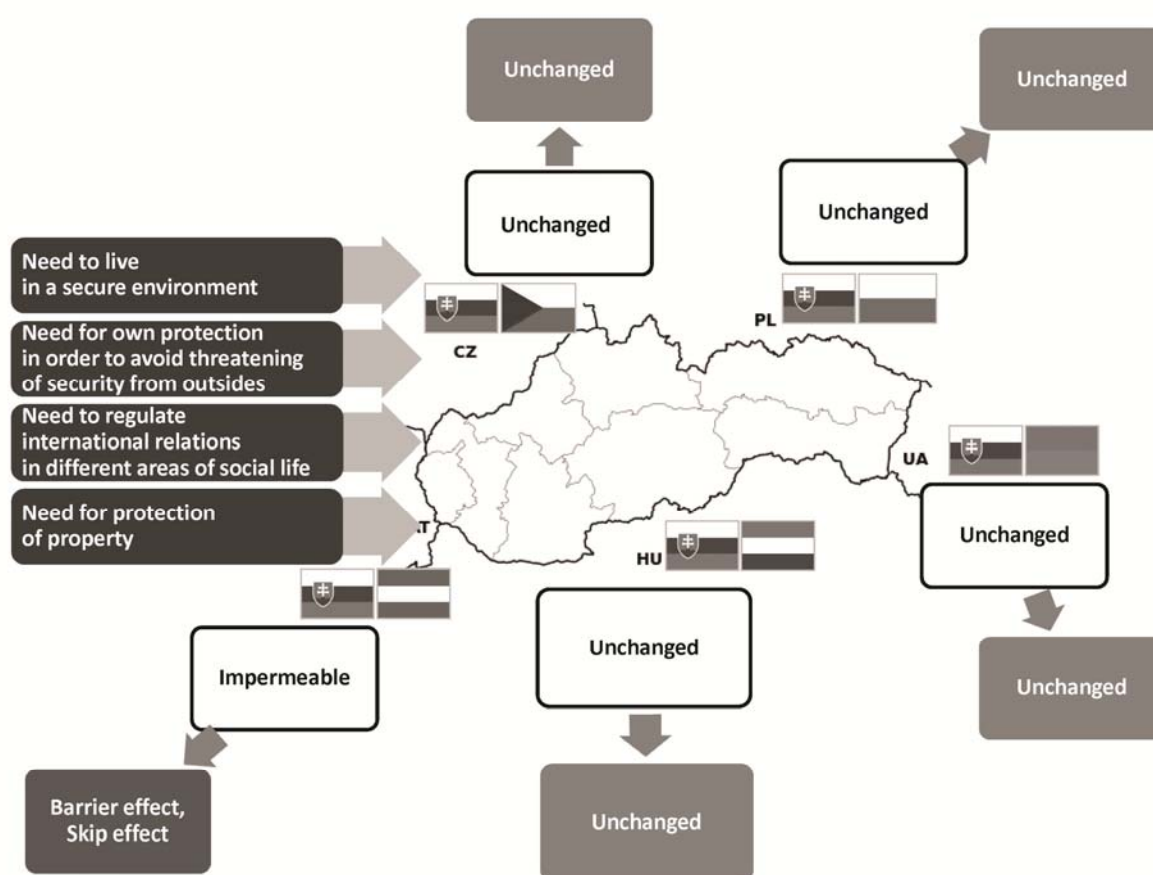 Unchanged
Unchanged
Unchanged
Unchanged
Need to live
in a secure environment
Need for own protection
in order to avoid threatening
of security from outsides
Need to regulate
international relations
in different areas of social life
Need for protection
of property
CZ
PL
UA
AT
HU
Unchanged
Unchanged
Unchanged
Unchanged
Impermeable
Barrier effect,
Skip effect